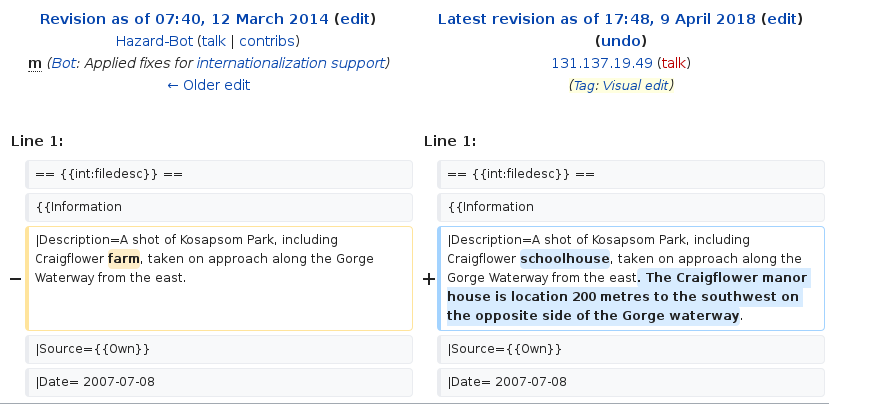 Revision as of 07:40, 12 March 2014 (edit)
Hazard-Bot (talk | contribs)
m (Bot: Applied fixes for internationalization support)
← Older edit
Latest revision as of 17:48, 9 April 2018 (edit)
(undo)
131.137.19.49 (talk)
(Tag: Visual edit)
Line 1:
Line 1:
== {{int:filedesc}} ==
== {{int:filedesc}} ==
{{Information
{{Information
− |Description=A shot of Kosapsom Park, including
Craigflower farm, taken on approach along the Gorge
Waterway from the east.
+ |Description=A shot of Kosapsom Park, including
Craigflower schoolhouse, taken on approach along the
Gorge Waterway from the east. The Craigflower manor
house is location 200 metres to the southwest on
the opposite side of the Gorge waterway.
|Source={{Own}}
|Source={{Own}}
|Date= 2007-07-08
|Date= 2007-07-08